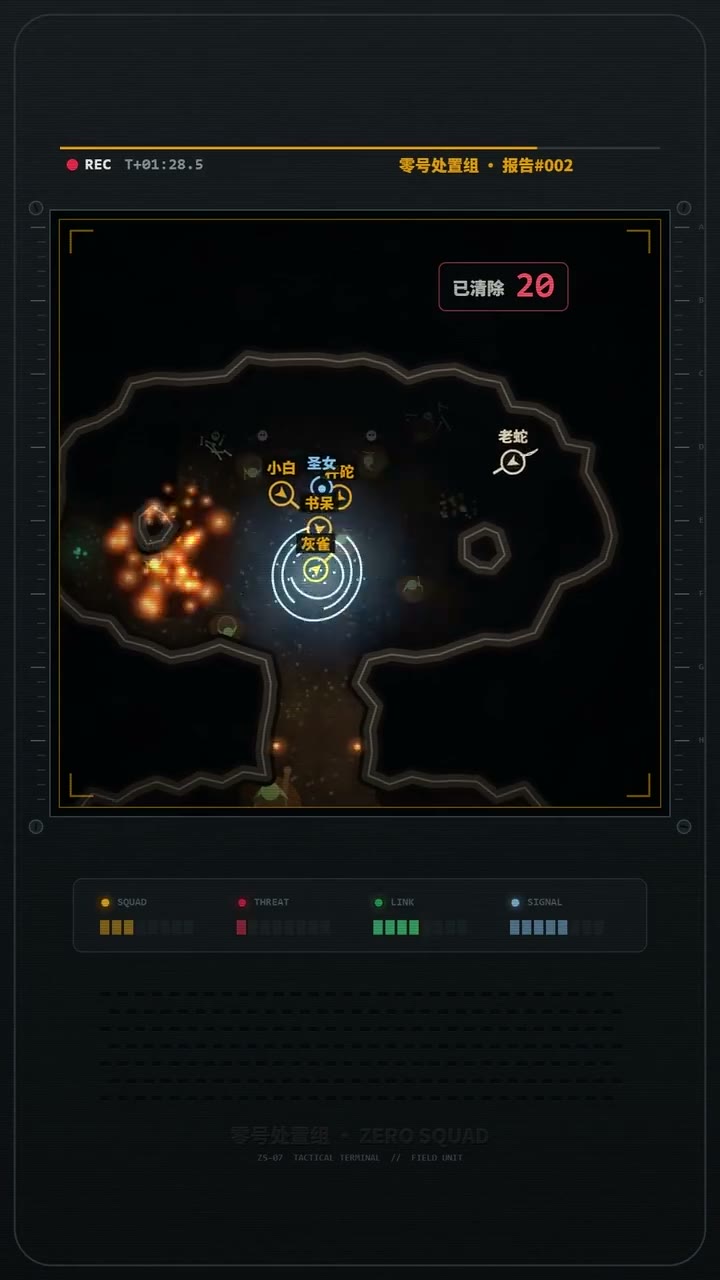 REC T+01:28.5 零号处置组 · 报告#002
已清除 20
老蛇
小白
圣女
书呆
灰雀
SQUAD THREAT LINK SIGNAL
零号处置组 · ZERO SQUAD
ZS-07 TACTICAL TERMINAL // FIELD UNIT